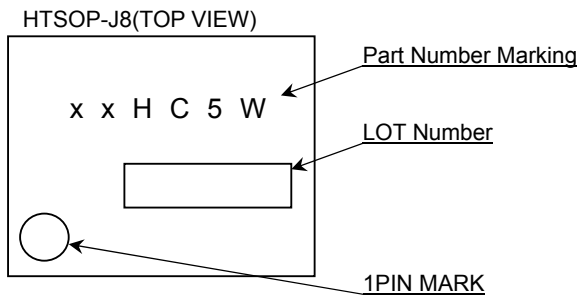 HTSOP-J8(TOP VIEW)
Part Number Marking
x x H C 5 W
LOT Number
1PIN MARK